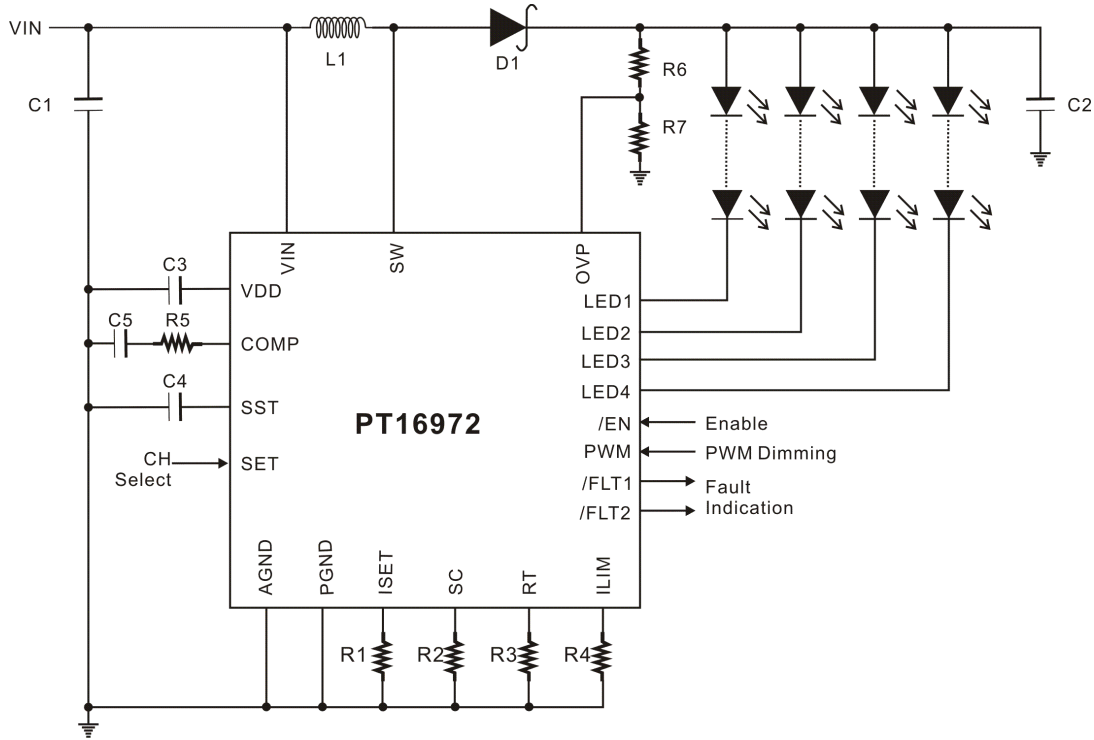 VIN
L1
D1
R6
R7
C1
C2
VIN
SW
OVP
C3
VDD
LED1
C5
R5
COMP
LED2
LED3
C4
SST
LED4
PT16972
/EN
Enable
PWM
PWM Dimming
CH
Select
SET
/FLT1
Fault
Indication
/FLT2
AGND
PGND
ISET
SC
RT
ILIM
R1
R2
R3
R4